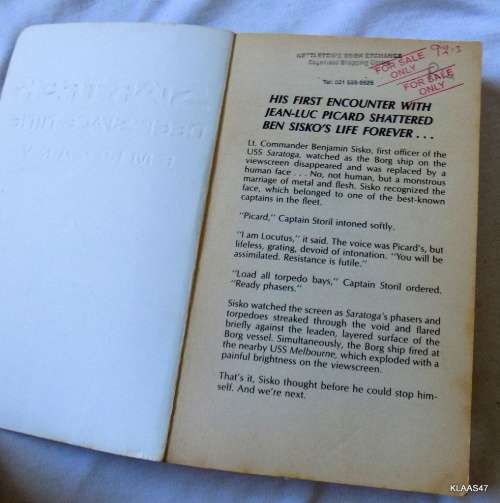 BOOK EXCHANGE
FOR SALE
ONLY
92-3
FOR SALE
ONLY
HIS FIRST ENCOUNTER WITH
JEAN-LUC PICARD SHATTERED
BEN SISKO'S LIFE FOREVER . . .
Lt. Commander Benjamin Sisko, first officer of the
USS Saratoga, watched as the Borg ship on the
viewscreen disappeared and was replaced by a
human face . . . No, not human, but a monstrous
marriage of metal and flesh. Sisko recognized the
face, which belonged to one of the best-known
captains in the fleet.
"Picard," Captain Storil intoned softly.
"I am Locutus," it said. The voice was Picard's, but
lifeless, grating, devoid of intonation. "You will be
assimilated. Resistance is futile."
"Load all torpedo bays," Captain Storil ordered.
"Ready phasers."
Sisko watched the screen as Saratoga's phasers and
torpedoes streaked through the void and flared
briefly against the leaden, layered surface of the
Borg vessel. Simultaneously, the Borg ship fired at
the nearby USS Melbourne, which exploded with a
painful brightness on the viewscreen.
That's it, Sisko thought before he could stop him-
self. And we're next.
KLAAS47